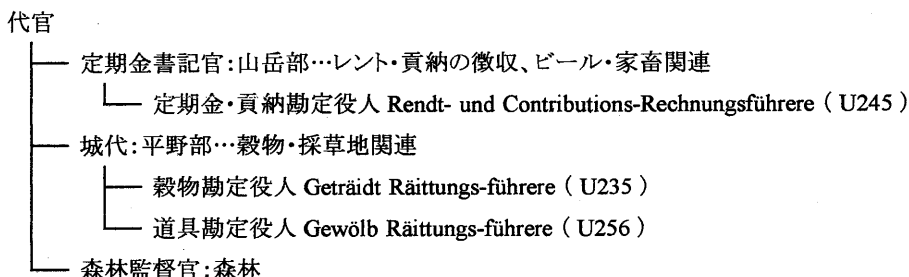 代官
定期金書記官:山岳部…レント・貢納の徴収、ビール・家畜関連
定期金・貢納勘定役人 Rendt- und Contributions-Rechnungsführere ( U245 )
城代:平野部…穀物・採草地関連
穀物勘定役人 Geträidt Räittungs-führere ( U235 )
道具勘定役人 Gewölb Räittungs-führere ( U256 )
森林監督官:森林